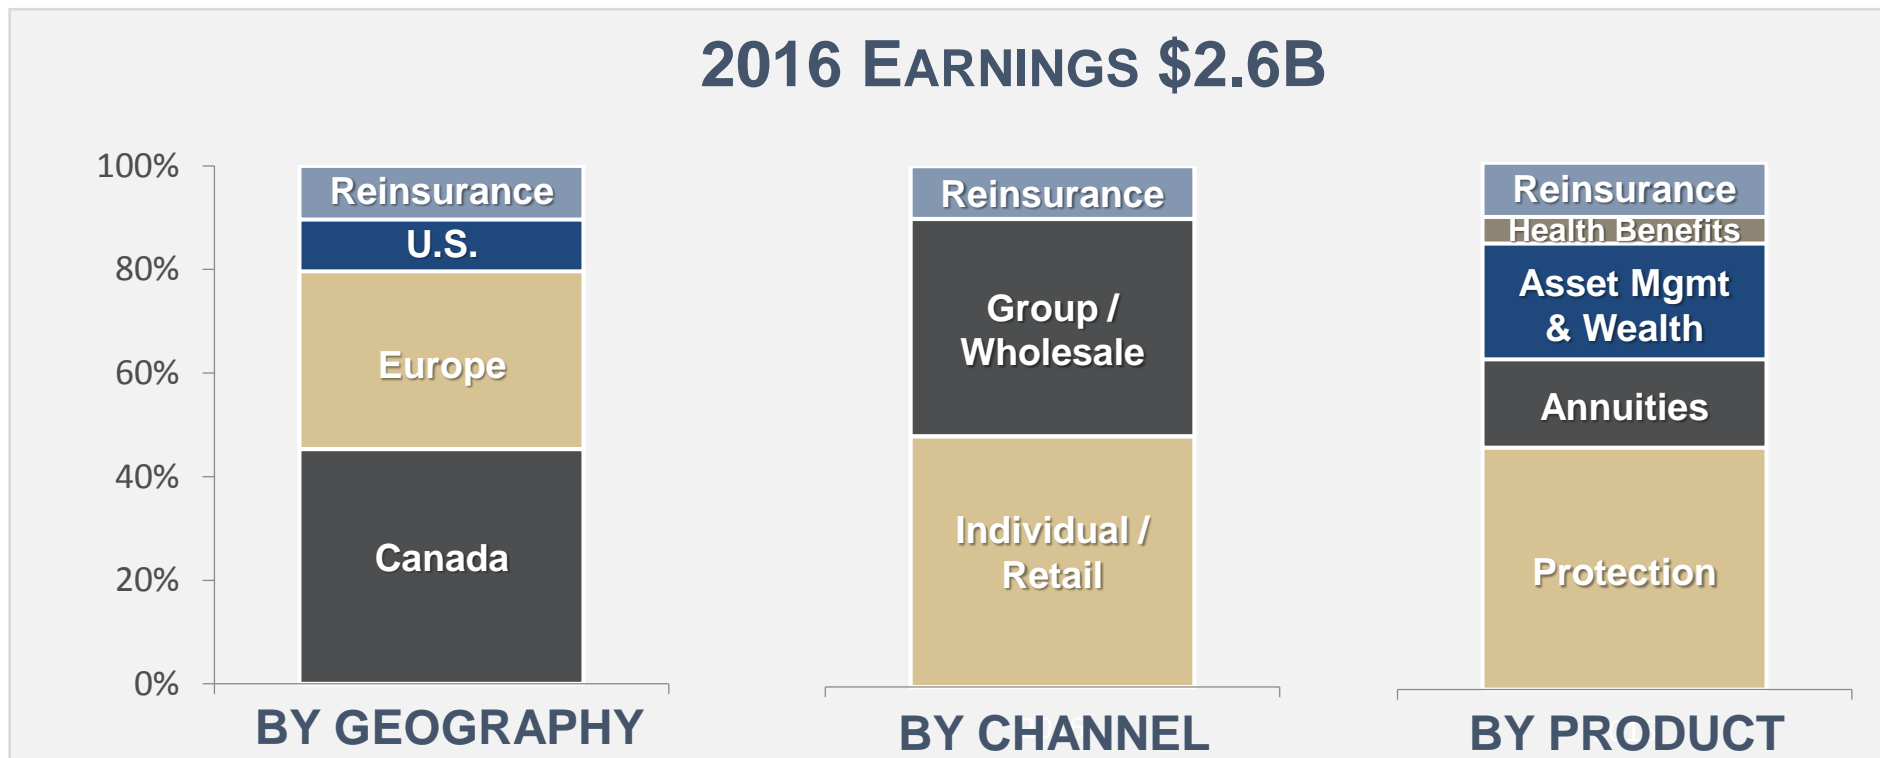 2016 EARNINGS $2.6B
100%
80%
60%
40%
20%
0%
Reinsurance
U.S.
Europe
Canada
BY GEOGRAPHY
Reinsurance
Group /
Wholesale
Individual /
Retail
BY CHANNEL
Reinsurance
Health Benefits
Asset Mgmt
& Wealth
Annuities
Protection
BY PRODUCT